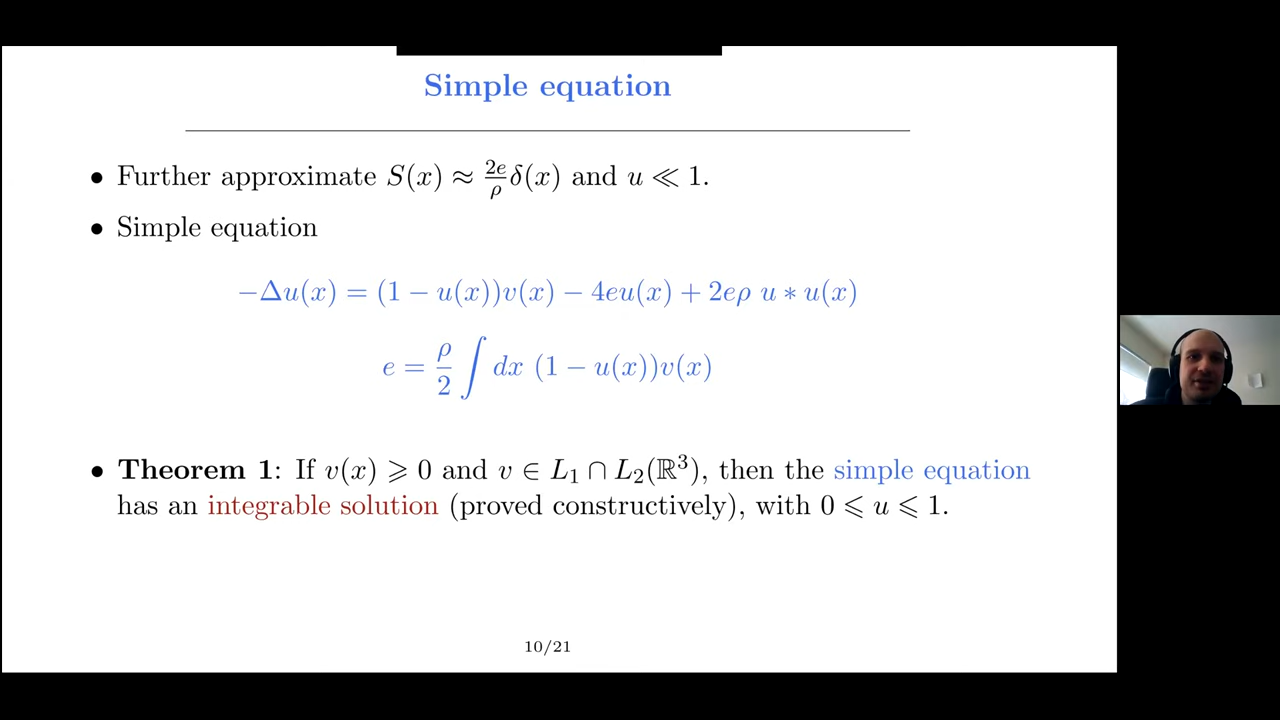 Simple equation
• Further approximate S(x) ≈ 2e/ρ δ(x) and u ≪ 1.
• Simple equation
−Δu(x) = (1 − u(x))v(x) − 4eu(x) + 2eρ u ∗ u(x)
e = ρ/2 ∫ dx (1 − u(x))v(x)
• Theorem 1: If v(x) ⩾ 0 and v ∈ L₁ ∩ L₂(ℝ³), then the simple equation
has an integrable solution (proved constructively), with 0 ⩽ u ⩽ 1.
10/21